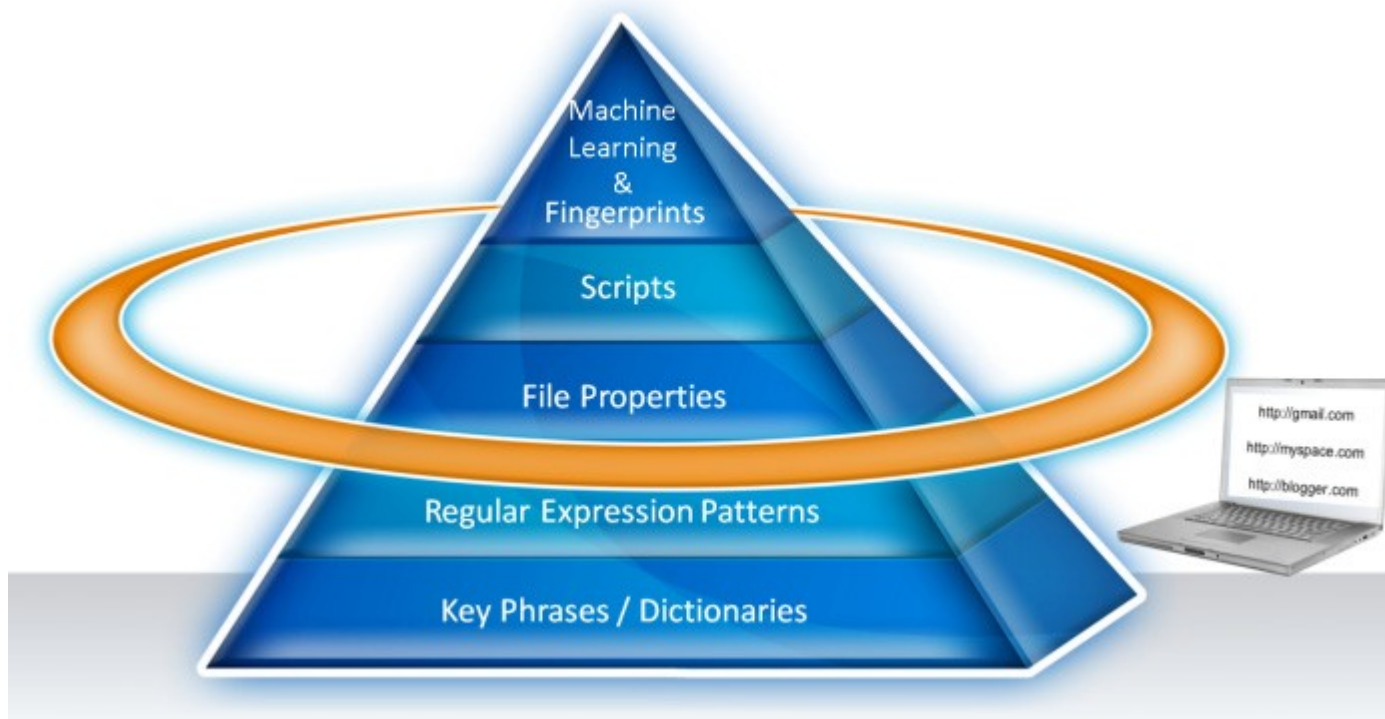 Machine
Learning
&
Fingerprints
Scripts
File Properties
Regular Expression Patterns
Key Phrases / Dictionaries
http://gmail.com
http://myspace.com
http://blogger.com